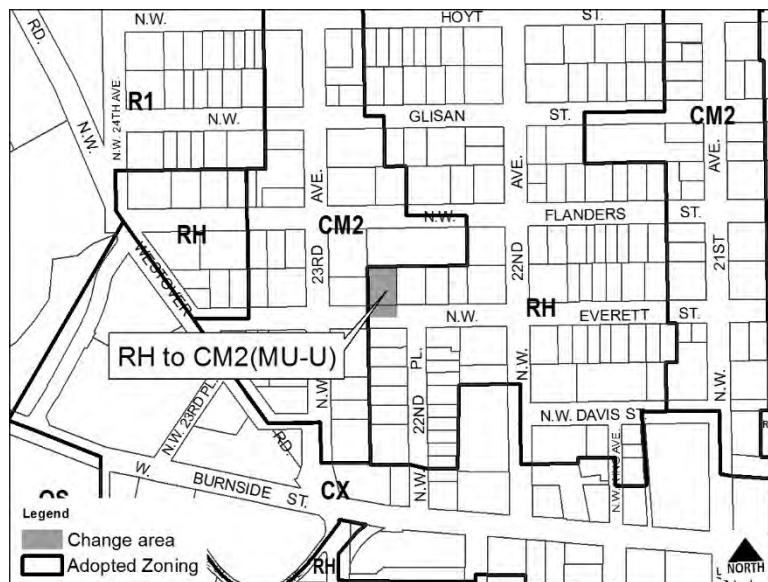 HOYT ST.
RD.
N.W.
R1
N.W. 24TH AVE.
N.W. GLISAN ST.
CM2
AVE.
AVE.
AVE.
RH
CM2
N.W. FLANDERS ST.
WESTOVER
23RD
22ND
21ST
N.W.
RH
EVERETT ST.
RH to CM2(MU-U)
PL.
N.W.
N.W.
N.W.
N.W. 23RD PL.
RD.
22ND
N.W. DAVIS ST.
N.W. KING AVE.
W. BURNSIDE ST.
N.W.
CX
Legend
Change area
Adopted Zoning
RH
NORTH